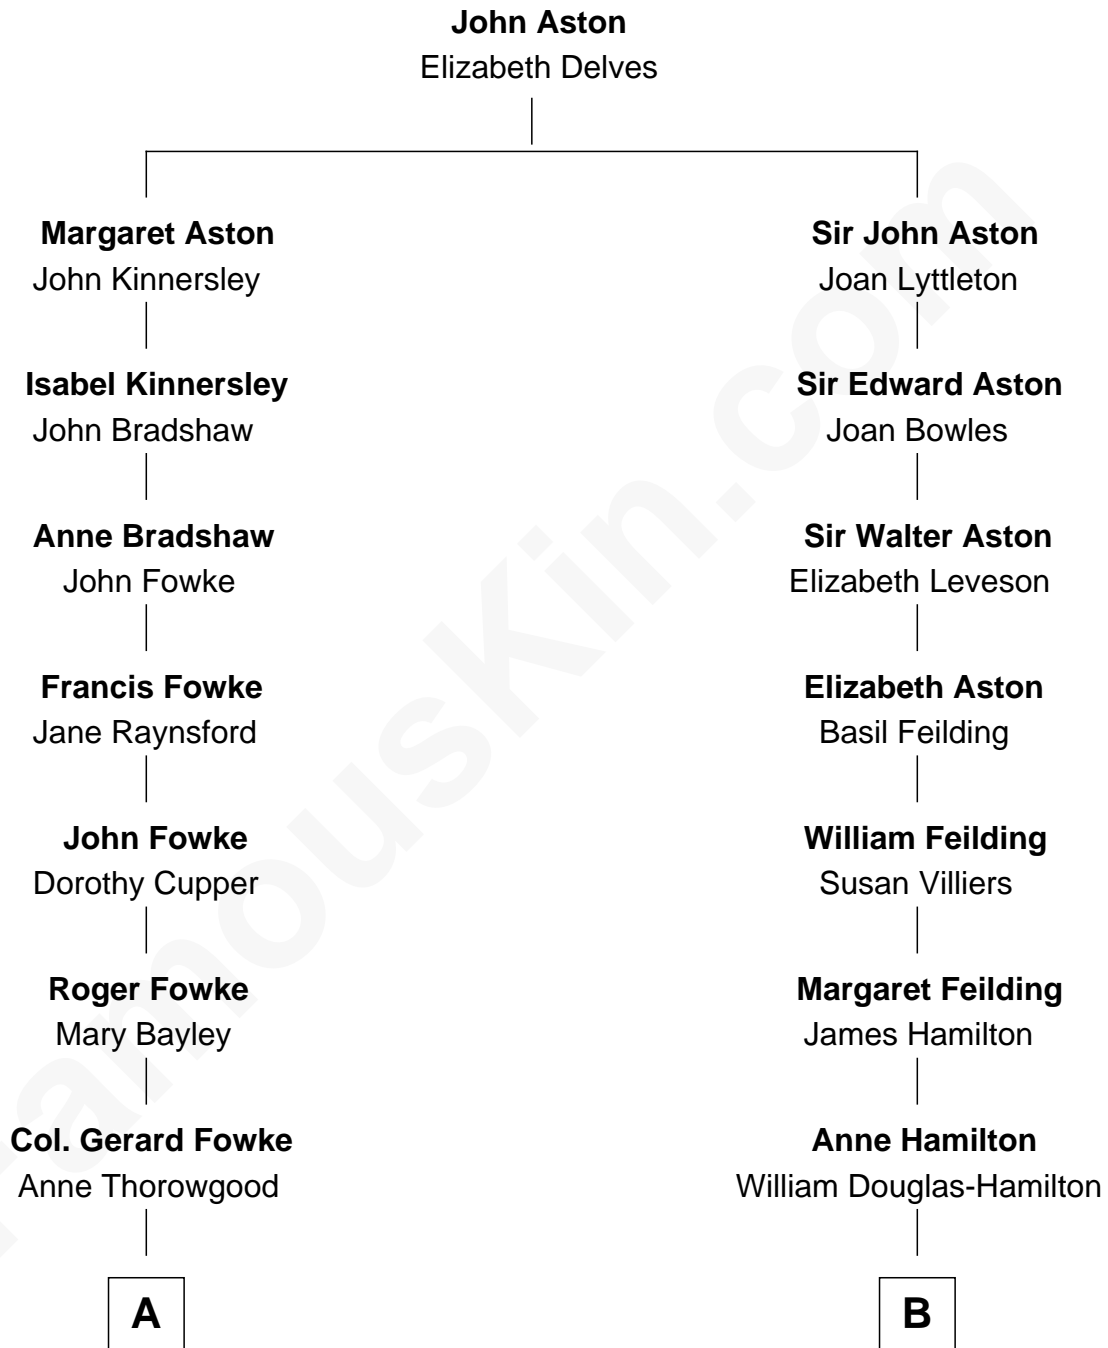 John Aston
Elizabeth Delves
Margaret Aston
John Kinnersley
Isabel Kinnersley
John Bradshaw
Anne Bradshaw
John Fowke
Francis Fowke
Jane Raynsford
John Fowke
Dorothy Cupper
Roger Fowke
Mary Bayley
Col. Gerard Fowke
Anne Thorowgood
A
Sir John Aston
Joan Lyttleton
Sir Edward Aston
Joan Bowles
Sir Walter Aston
Elizabeth Leveson
Elizabeth Aston
Basil Feilding
William Feilding
Susan Villiers
Margaret Feilding
James Hamilton
Anne Hamilton
William Douglas-Hamilton
B
FamousKin.com